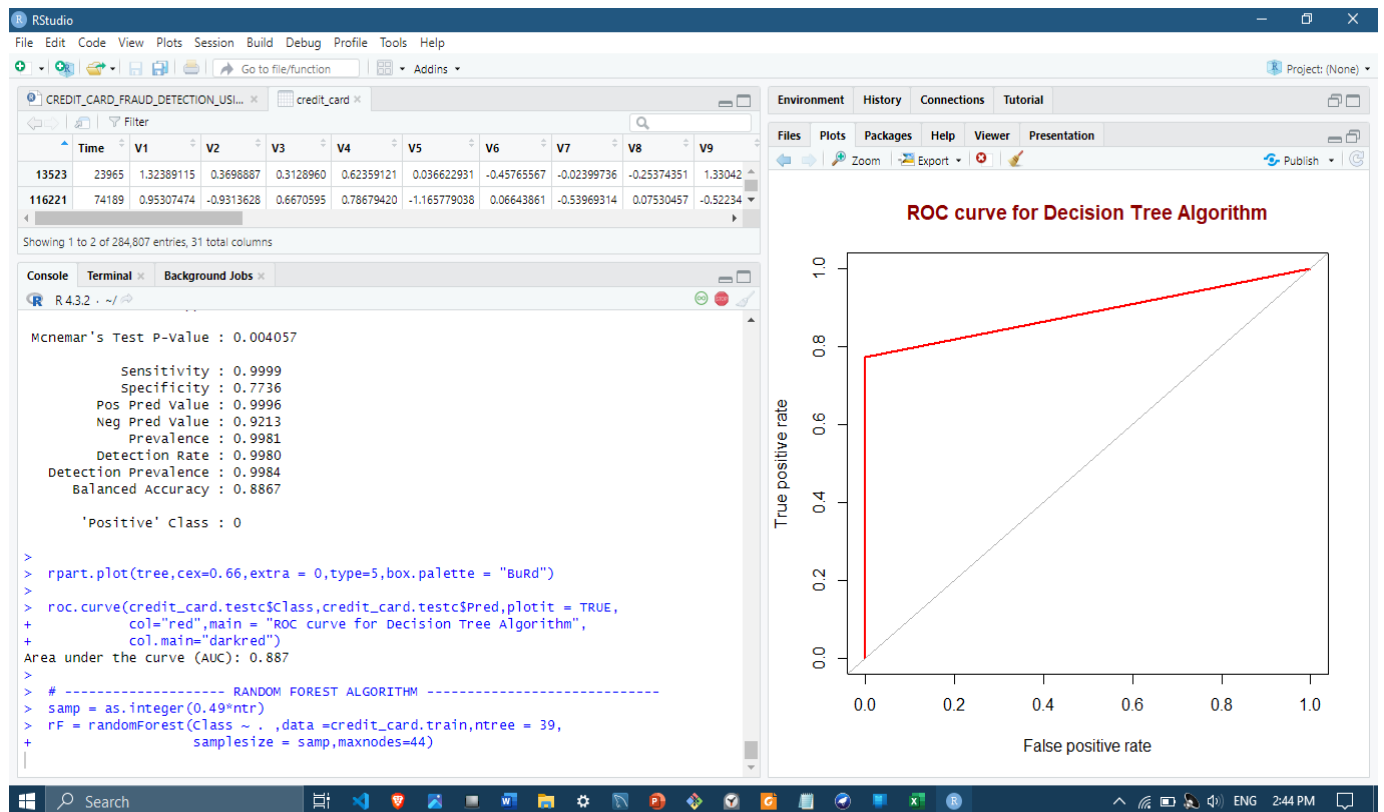 RStudio
File Edit Code View Plots Session Build Debug Profile Tools Help
Go to file/function Addins Project: (None)
CREDIT_CARD_FRAUD_DETECTION_USI... credit_card
Filter
Time V1 V2 V3 V4 V5 V6 V7 V8 V9
13523 23965 1.32389115 0.3698887 0.3128960 0.62359121 0.036622931 -0.45765567 -0.02399736 -0.25374351 1.33042
116221 74189 0.95307474 -0.9313628 0.6670595 0.78679420 -1.165779038 0.06643861 -0.53969314 0.07530457 -0.52234
Showing 1 to 2 of 284,807 entries, 31 total columns
Console Terminal Background Jobs
R 4.3.2 . ~/
Mcnemar's Test P-Value : 0.004057
Sensitivity : 0.9999
Specificity : 0.7736
Pos Pred Value : 0.9996
Neg Pred Value : 0.9213
Prevalence : 0.9981
Detection Rate : 0.9980
Detection Prevalence : 0.9984
Balanced Accuracy : 0.8867
'Positive' Class : 0
>
> rpart.plot(tree,cex=0.66,extra = 0,type=5,box.palette = "BuRd")
>
> roc.curve(credit_card.testc$Class,credit_card.testc$Pred,plotit = TRUE,
+ col="red",main = "ROC curve for Decision Tree Algorithm",
+ col.main="darkred")
Area under the curve (AUC): 0.887
>
> # -------------------- RANDOM FOREST ALGORITHM -----------------------------
> samp = as.integer(0.49*ntr)
> rF = randomForest(Class ~ . ,data =credit_card.train,ntree = 39,
+ samplesize = samp,maxnodes=44)
Environment History Connections Tutorial
Files Plots Packages Help Viewer Presentation
Zoom Export Publish
ROC curve for Decision Tree Algorithm
True positive rate
1.0
0.8
0.6
0.4
0.2
0.0
0.0 0.2 0.4 0.6 0.8 1.0
False positive rate
Search
ENG 2:44 PM